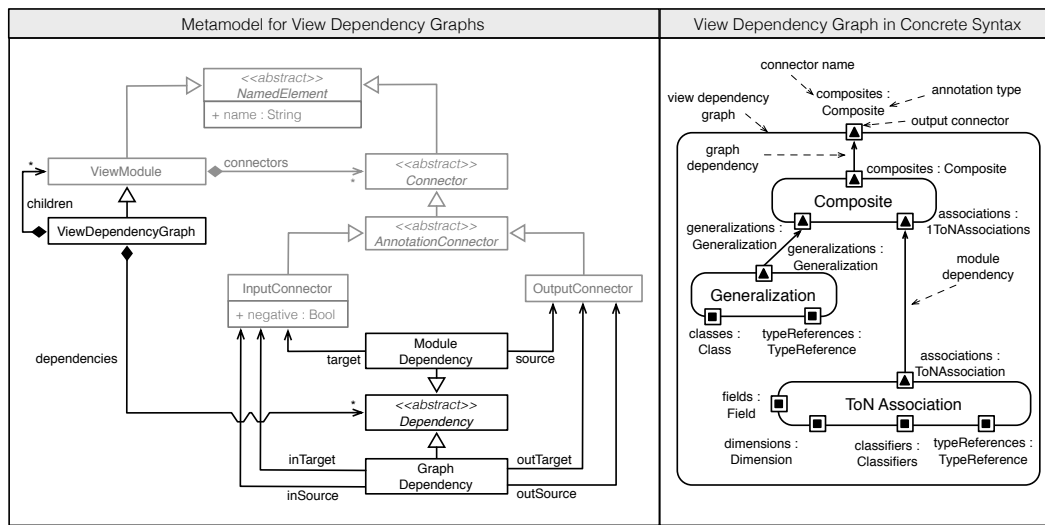 Metamodel for View Dependency Graphs
<<abstract>>
NamedElement
+ name : String
*
ViewModule
connectors
*
<<abstract>>
Connector
children
ViewDependencyGraph
<<abstract>>
AnnotationConnector
InputConnector
+ negative : Bool
OutputConnector
dependencies
target
Module
Dependency
source
*
<<abstract>>
Dependency
inTarget
inSource
Graph
Dependency
outTarget
outSource
View Dependency Graph in Concrete Syntax
connector name
composites :
Composite
annotation type
view dependency
graph
output connector
graph
dependency
composites : Composite
Composite
generalizations :
Generalization
associations :
1ToNAssociations
generalizations :
Generalization
module
dependency
Generalization
classes :
Class
typeReferences :
TypeReference
associations :
ToNAssociation
fields :
Field
ToN Association
dimensions :
Dimension
classifiers :
Classifiers
typeReferences :
TypeReference